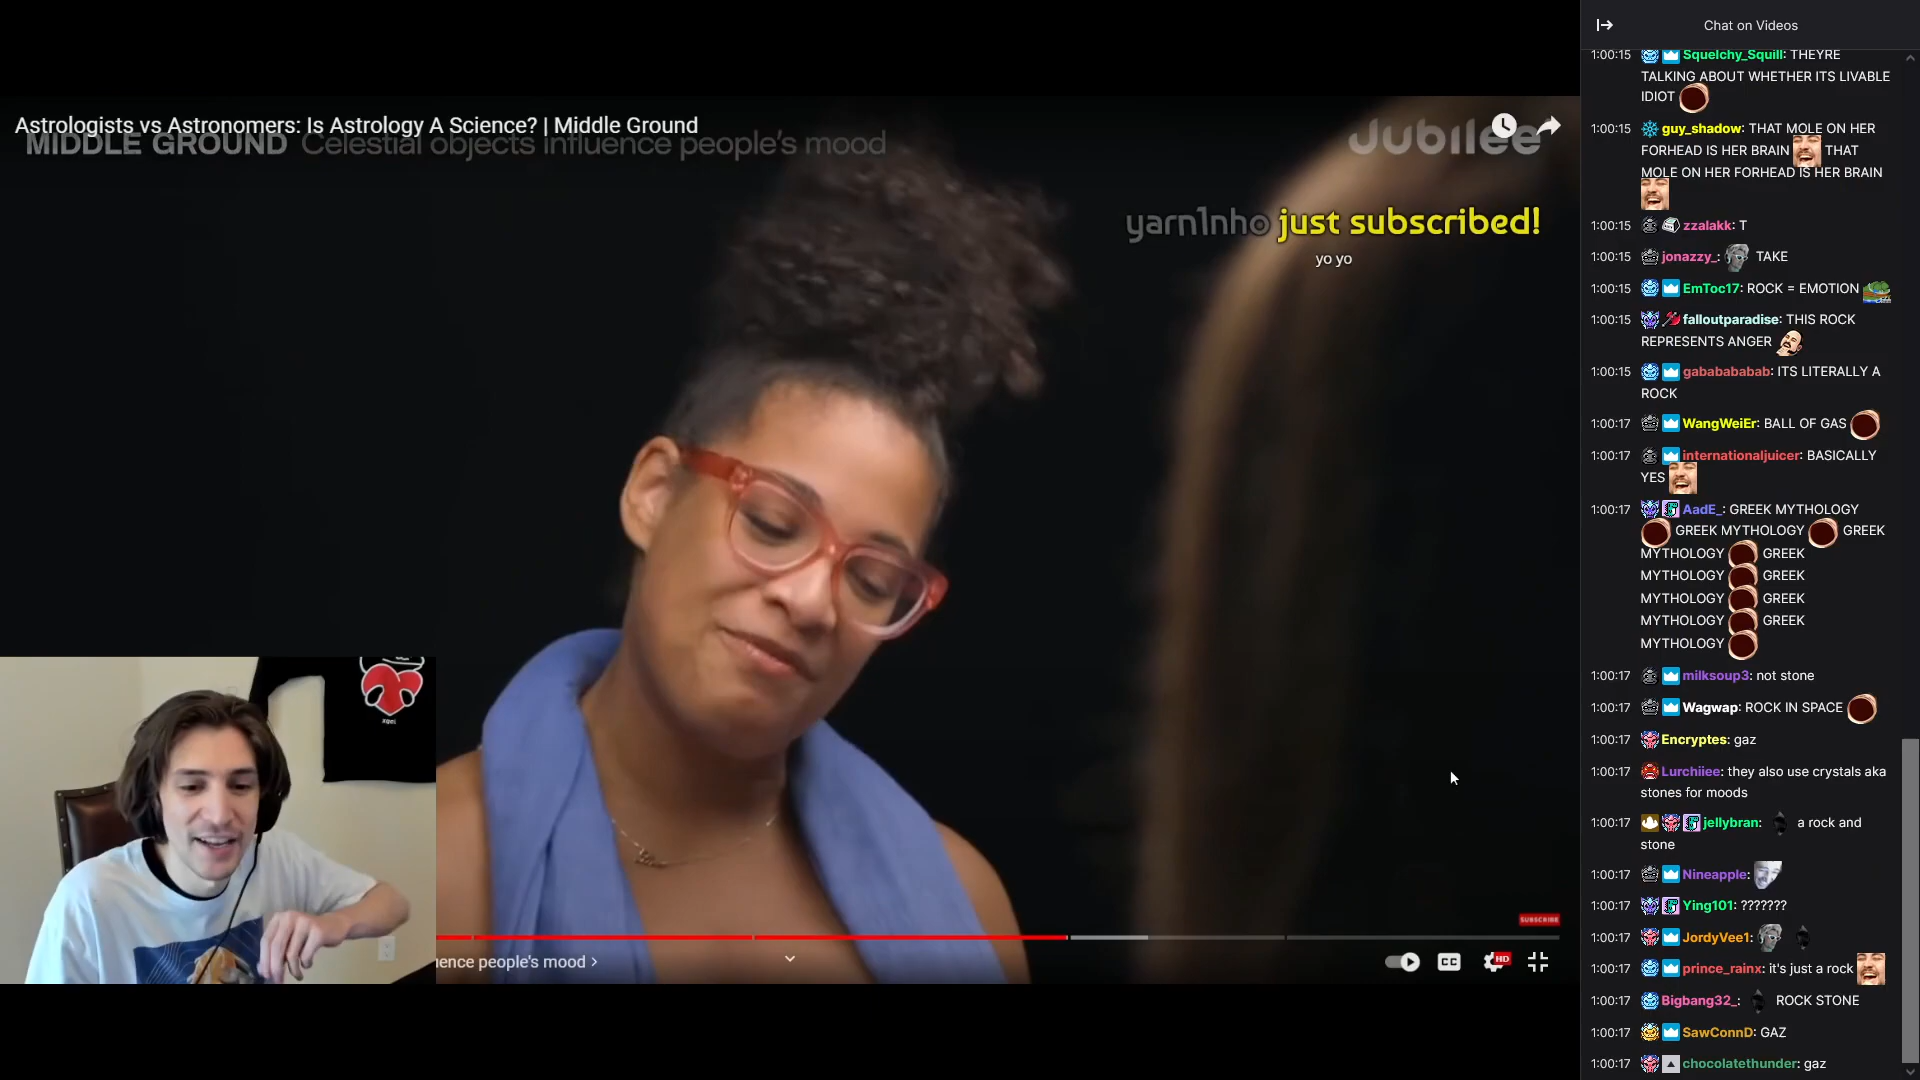 Astrologists vs Astronomers: Is Astrology A Science? | Middle Ground
MIDDLE GROUND Celestial objects influence people's mood
Jubilee
yarn1nho just subscribed!
yo yo
xqei
SUBSCRIBE
ence people's mood >
CC
HD
Chat on Videos
1:00:15 Squelchy_Squill: THEYRE
TALKING ABOUT WHETHER ITS LIVABLE
IDIOT
1:00:15 guy_shadow: THAT MOLE ON HER
FORHEAD IS HER BRAIN THAT
MOLE ON HER FORHEAD IS HER BRAIN
1:00:15 zzalakk: T
1:00:15 jonazzy_: TAKE
1:00:15 EmToc17: ROCK = EMOTION
1:00:15 falloutparadise: THIS ROCK
REPRESENTS ANGER
1:00:15 gababababab: ITS LITERALLY A
ROCK
1:00:17 WangWeiEr: BALL OF GAS
1:00:17 internationaljuicer: BASICALLY
YES
1:00:17 AadE_: GREEK MYTHOLOGY
GREEK MYTHOLOGY GREEK
MYTHOLOGY GREEK
MYTHOLOGY GREEK
MYTHOLOGY GREEK
MYTHOLOGY GREEK
MYTHOLOGY
1:00:17 milksoup3: not stone
1:00:17 Wagwap: ROCK IN SPACE
1:00:17 Encryptes: gaz
1:00:17 Lurchiiee: they also use crystals aka
stones for moods
1:00:17 jellybran: a rock and
stone
1:00:17 Nineapple:
1:00:17 Ying101: ???????
1:00:17 JordyVee1:
1:00:17 prince_rainx: it's just a rock
1:00:17 Bigbang32_: ROCK STONE
1:00:17 SawConnD: GAZ
1:00:17 chocolatethunder: gaz